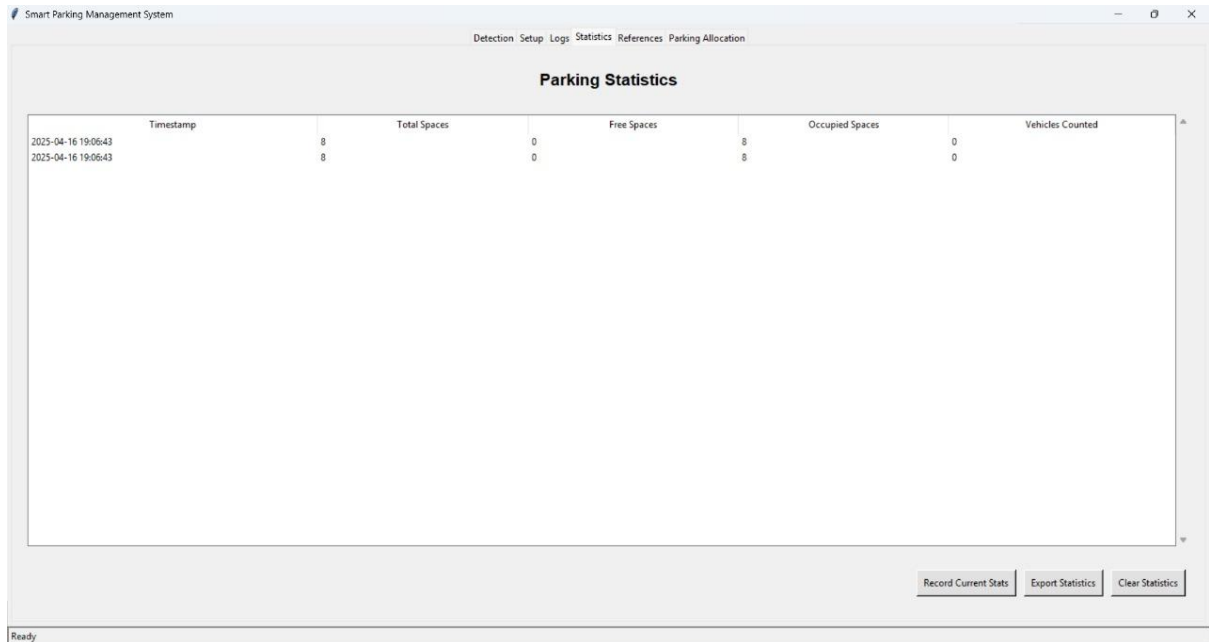 Smart Parking Management System
Detection Setup Logs Statistics References Parking Allocation
Parking Statistics
Timestamp Total Spaces Free Spaces Occupied Spaces Vehicles Counted
2025-04-16 19:06:43 8 0 8 0
2025-04-16 19:06:43 8 0 8 0
Record Current Stats Export Statistics Clear Statistics
Ready